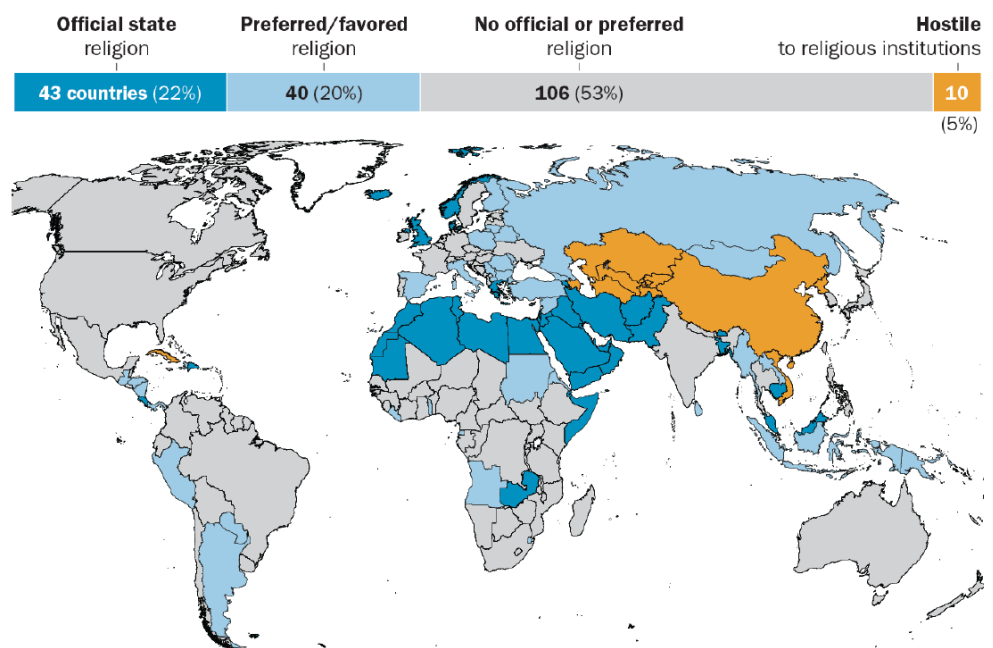 Official state
religion
Preferred/favored
religion
No official or preferred
religion
Hostile
to religious institutions
43 countries (22%)
40 (20%)
106 (53%)
10
(5%)